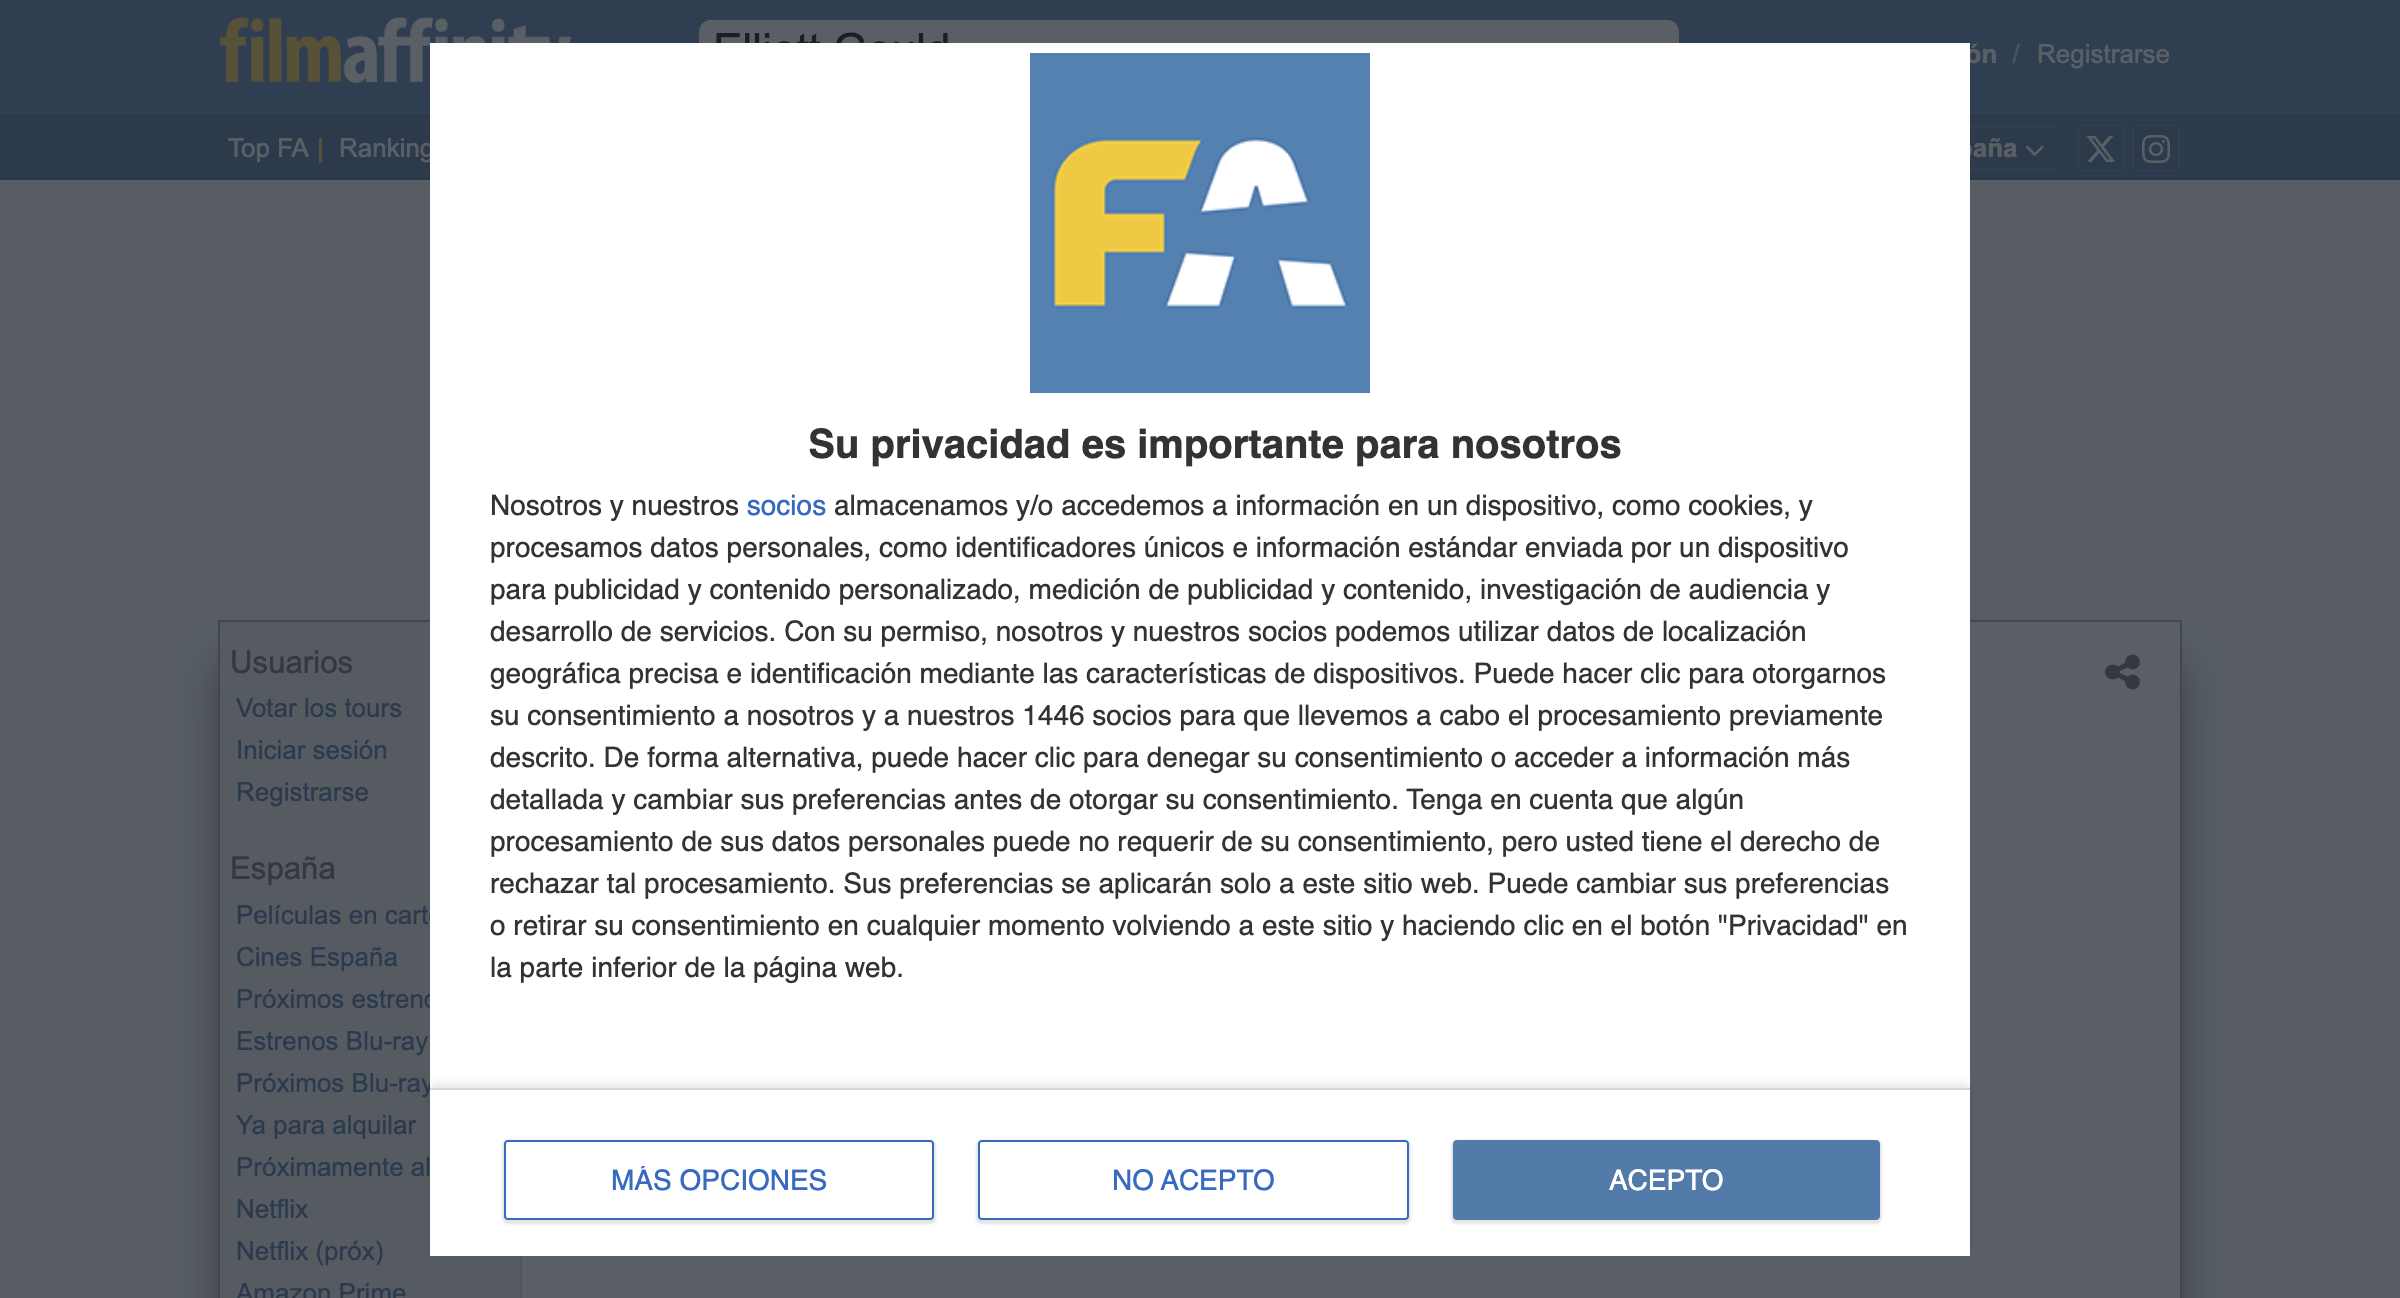 filmaffinity
Elliott Gould
ón / Registrarse
Top FA | Ranking
paña
FA
Su privacidad es importante para nosotros
Nosotros y nuestros socios almacenamos y/o accedemos a información en un dispositivo, como cookies, y
procesamos datos personales, como identificadores únicos e información estándar enviada por un dispositivo
para publicidad y contenido personalizado, medición de publicidad y contenido, investigación de audiencia y
desarrollo de servicios. Con su permiso, nosotros y nuestros socios podemos utilizar datos de localización
geográfica precisa e identificación mediante las características de dispositivos. Puede hacer clic para otorgarnos
su consentimiento a nosotros y a nuestros 1446 socios para que llevemos a cabo el procesamiento previamente
descrito. De forma alternativa, puede hacer clic para denegar su consentimiento o acceder a información más
detallada y cambiar sus preferencias antes de otorgar su consentimiento. Tenga en cuenta que algún
procesamiento de sus datos personales puede no requerir de su consentimiento, pero usted tiene el derecho de
rechazar tal procesamiento. Sus preferencias se aplicarán solo a este sitio web. Puede cambiar sus preferencias
o retirar su consentimiento en cualquier momento volviendo a este sitio y haciendo clic en el botón "Privacidad" en
la parte inferior de la página web.
MÁS OPCIONES
NO ACEPTO
ACEPTO
Usuarios
Votar los tours
Iniciar sesión
Registrarse
España
Películas en cart
Cines España
Próximos estren
Estrenos Blu-ray
Próximos Blu-ray
Ya para alquilar
Próximamente al
Netflix
Netflix (próx)
Amazon Prime